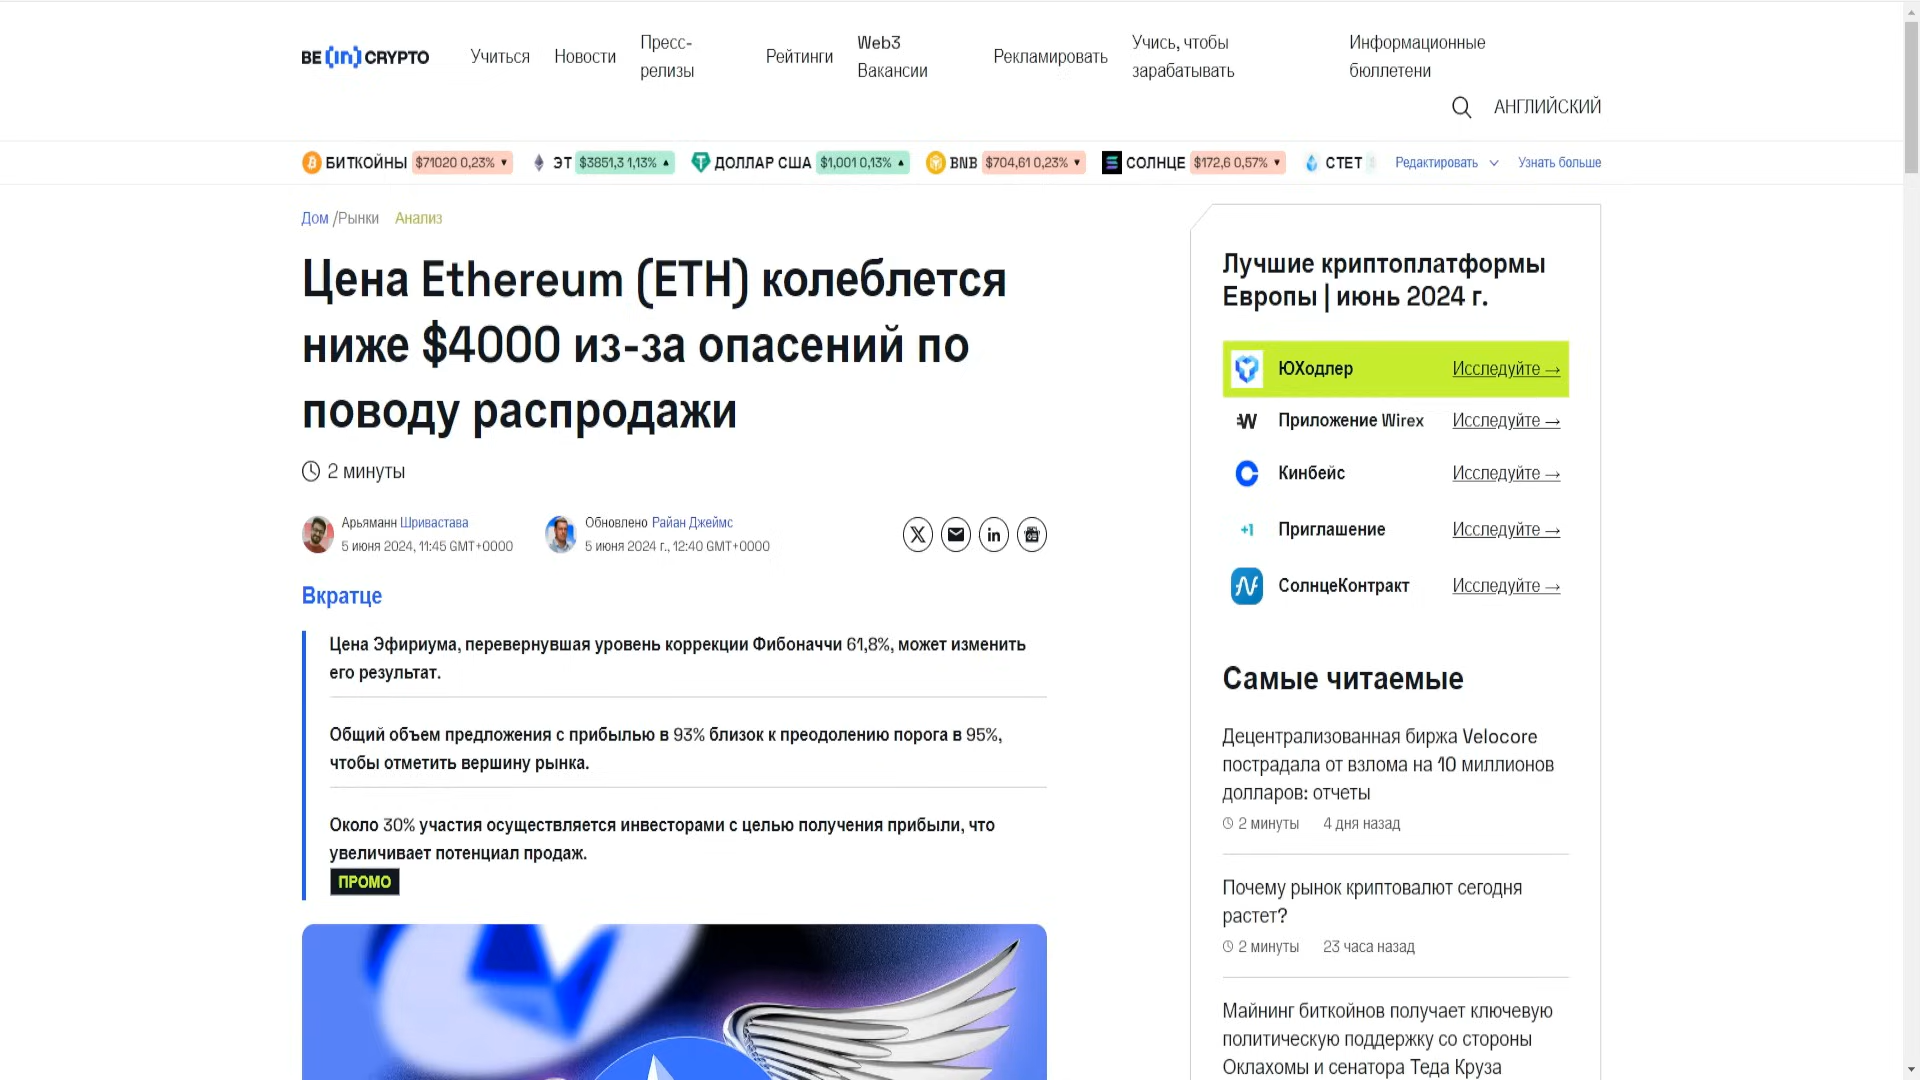 BE [in] CRYPTO
Учиться
Новости
Пресс-
релизы
Рейтинги
Web3
Вакансии
Рекламировать
Учись, чтобы
зарабатывать
Информационные
бюллетени
АНГЛИЙСКИЙ
БИТКОЙНЫ $71020 0,23% ▼
ЭТ $3851,3 1,13% ▲
ДОЛЛАР США $1,001 0,13% ▲
BNB $704,61 0,23% ▼
СОЛНЦЕ $172,6 0,57% ▼
СТЕТ
Редактировать
Узнать больше
Дом /Рынки Анализ
Цена Ethereum (ETH) колеблется
ниже $4000 из-за опасений по
поводу распродажи
2 минуты
Арьяманн Шривастава
5 июня 2024, 11:45 GMT+0000
Обновлено Райан Джеймс
5 июня 2024 г., 12:40 GMT+0000
Вкратце
Цена Эфириума, перевернувшая уровень коррекции Фибоначчи 61,8%, может изменить
его результат.
Общий объем предложения с прибылью в 93% близок к преодолению порога в 95%,
чтобы отметить вершину рынка.
Около 30% участия осуществляется инвесторами с целью получения прибыли, что
увеличивает потенциал продаж.
ПРОМО
Лучшие криптоплатформы
Европы | июнь 2024 г.
ЮХодлер Исследуйте →
Приложение Wirex Исследуйте →
Кинбейс Исследуйте →
+1 Приглашение Исследуйте →
СолнцеКонтракт Исследуйте →
Самые читаемые
Децентрализованная биржа Velocore
пострадала от взлома на 10 миллионов
долларов: отчеты
2 минуты 4 дня назад
Почему рынок криптовалют сегодня
растет?
2 минуты 23 часа назад
Майнинг биткойнов получает ключевую
политическую поддержку со стороны
Оклахомы и сенатора Теда Круза